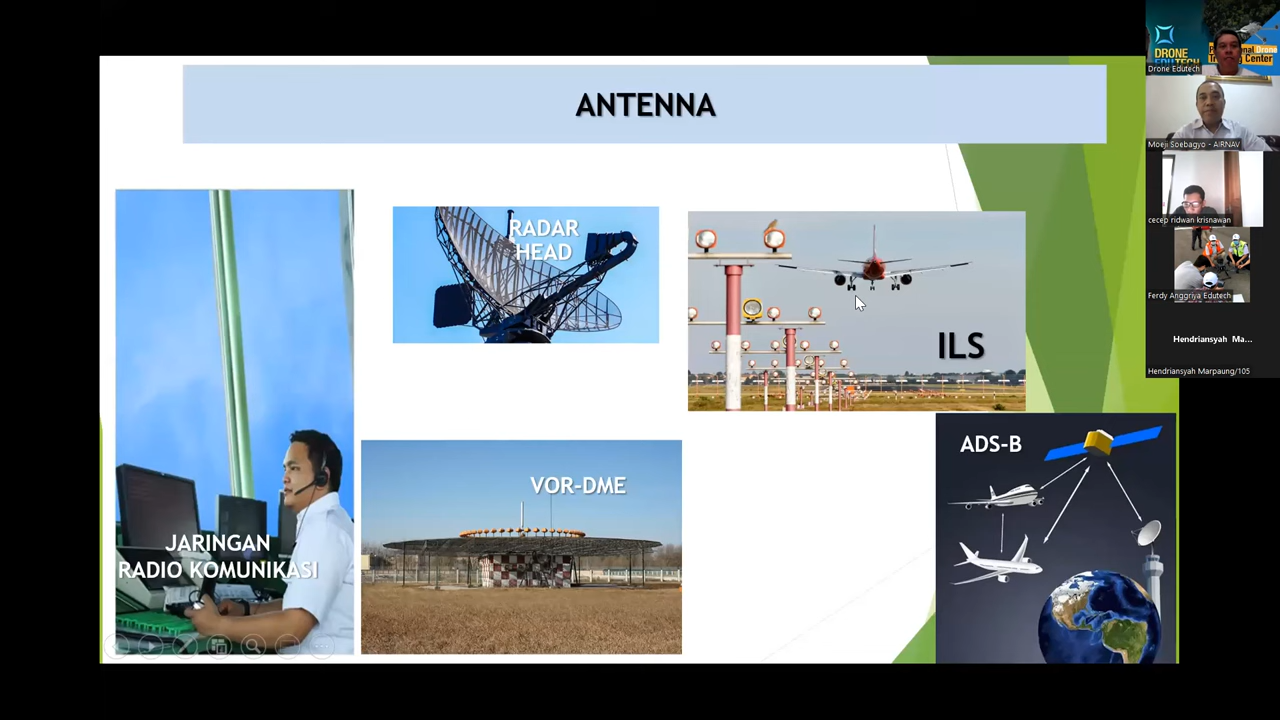 ANTENNA
RADAR
HEAD
ILS
ADS-B
VOR-DME
JARINGAN
RADIO KOMUNIKASI
DRONE
Drone Edutech
Moeji Soebagyo - AIRNAV
cecep ridwan krisnawan
Ferdy Anggriya Edutech
Hendriansyah Ma...
Hendriansyah Marpaung/105